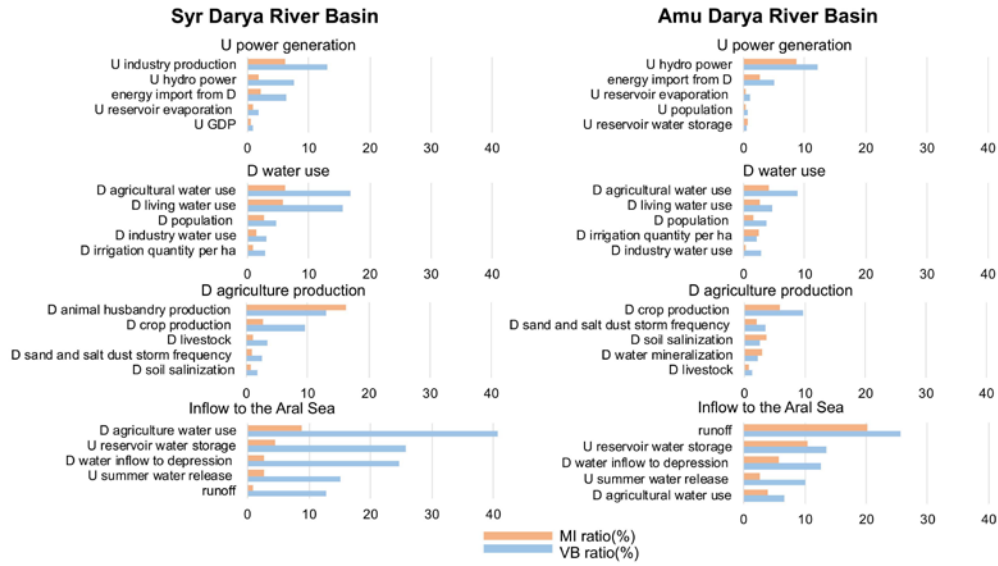 Syr Darya River Basin
U power generation
U industry production
U hydro power
energy import from D
U reservoir evaporation
U GDP
0 10 20 30 40
D water use
D agricultural water use
D living water use
D population
D industry water use
D irrigation quantity per ha
0 10 20 30 40
D agriculture production
D animal husbandry production
D crop production
D livestock
D sand and salt dust storm frequency
D soil salinization
0 10 20 30 40
Inflow to the Aral Sea
D agriculture water use
U reservoir water storage
D water inflow to depression
U summer water release
runoff
0 10 20 30 40
Amu Darya River Basin
U power generation
U hydro power
energy import from D
U reservoir evaporation
U population
U reservoir water storage
0 10 20 30 40
D water use
D agricultural water use
D living water use
D population
D irrigation quantity per ha
D industry water use
0 10 20 30 40
D agriculture production
D crop production
D sand and salt dust storm frequency
D soil salinization
D water mineralization
D livestock
0 10 20 30 40
Inflow to the Aral Sea
runoff
U reservoir water storage
D water inflow to depression
U summer water release
D agricultural water use
0 10 20 30 40
MI ratio(%)
VB ratio(%)